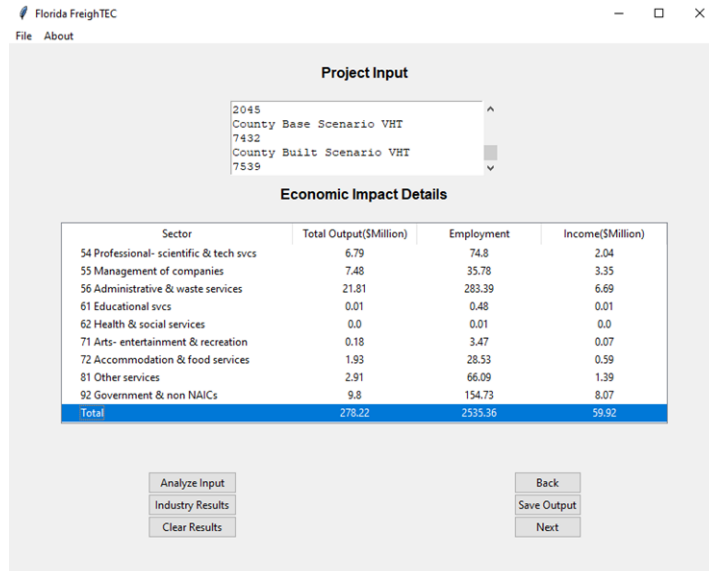 Florida FreighTEC
File About
Project Input
2045
County Base Scenario VHT
7432
County Built Scenario VHT
7539
Economic Impact Details
Sector Total Output($Million) Employment Income($Million)
54 Professional- scientific & tech svcs 6.79 74.8 2.04
55 Management of companies 7.48 35.78 3.35
56 Administrative & waste services 21.81 283.39 6.69
61 Educational svcs 0.01 0.48 0.01
62 Health & social services 0.0 0.01 0.0
71 Arts- entertainment & recreation 0.18 3.47 0.07
72 Accommodation & food services 1.93 28.53 0.59
81 Other services 2.91 66.09 1.39
92 Government & non NAICs 9.8 154.73 8.07
Total 278.22 2535.36 59.92
Analyze Input Back
Industry Results Save Output
Clear Results Next